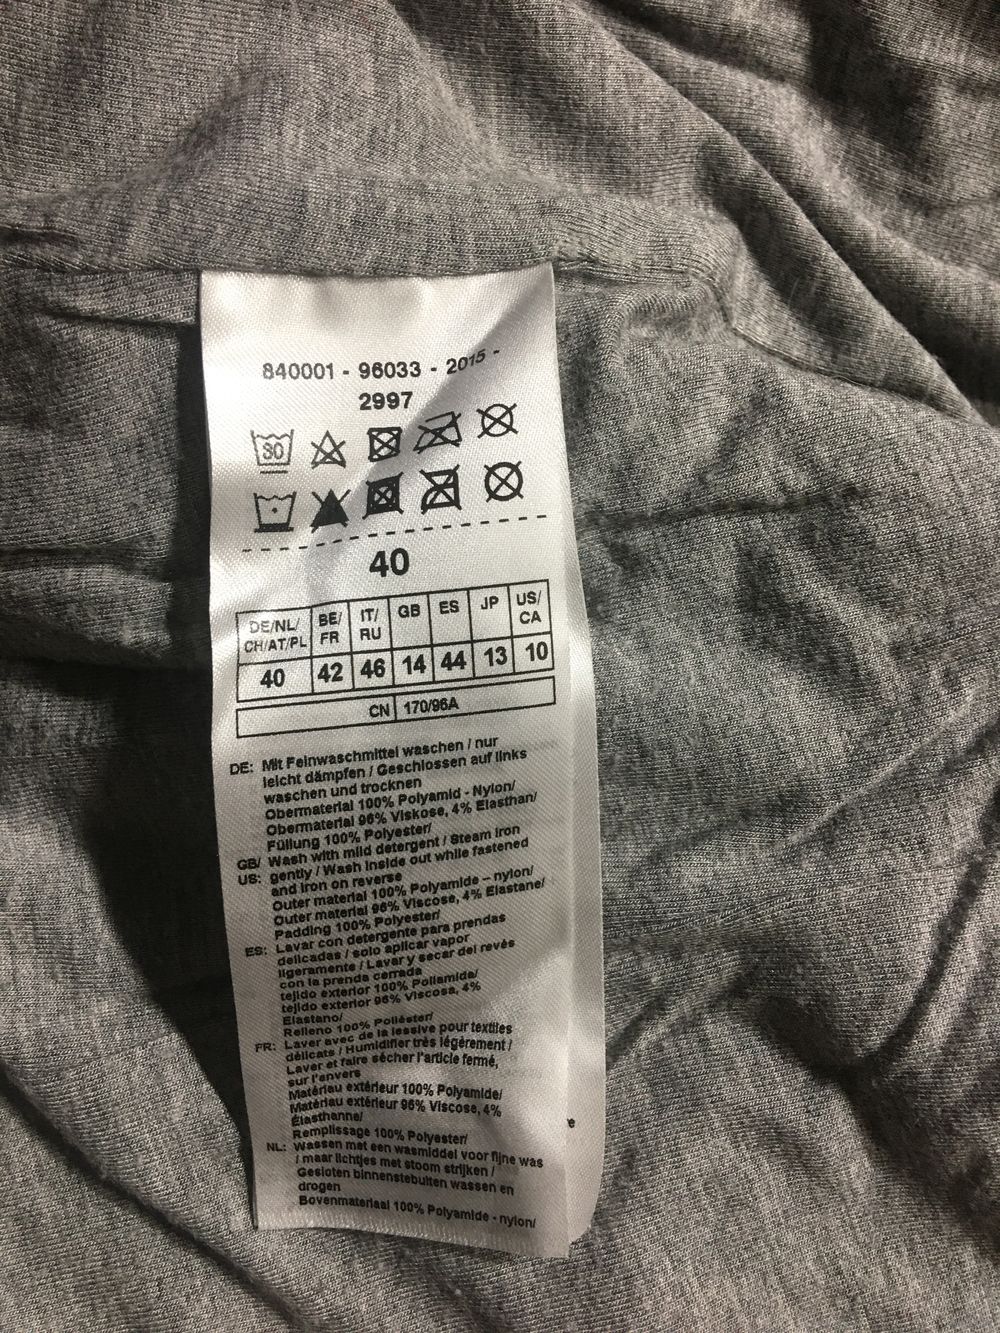 840001 - 96033 - 2015 -
2997
30
40
DE/NL/ CH/AT/PL BE/ FR IT/ RU GB ES JP US/ CA
40 42 46 14 44 13 10
CN 170/96A
DE: Mit Feinwaschmittel waschen / nur
leicht dämpfen / Geschlossen auf links
waschen und trocknen
Obermaterial 100% Polyamid - Nylon/
Obermaterial 96% Viskose, 4% Elasthan/
Füllung 100% Polyester/
GB/ Wash with mild detergent / Steam iron
US: gently / Wash inside out while fastened
and iron on reverse
Outer material 100% Polyamide – nylon/
Outer material 96% Viscose, 4% Elastane/
Padding 100% Polyester/
ES: Lavar con detergente para prendas
delicadas / solo aplicar vapor
ligeramente / Lavar y secar del revés
con la prenda cerrada
tejido exterior 100% Poliamida/
tejido exterior 96% Viscosa, 4%
Elastano/
Relleno 100% Poliéster/
FR: Laver avec de la lessive pour textiles
délicats / Humidifier très légèrement /
Laver et faire sécher l'article fermé,
sur l'envers
Matériau extérieur 100% Polyamide/
Matériau extérieur 96% Viscose, 4%
Élasthanne/
Remplissage 100% Polyester/
NL: Wassen met een wasmiddel voor fijne was
/ maar lichtjes met stoom strijken /
Gesloten binnenstebuiten wassen en
drogen
Bovenmateriaal 100% Polyamide - nylon/